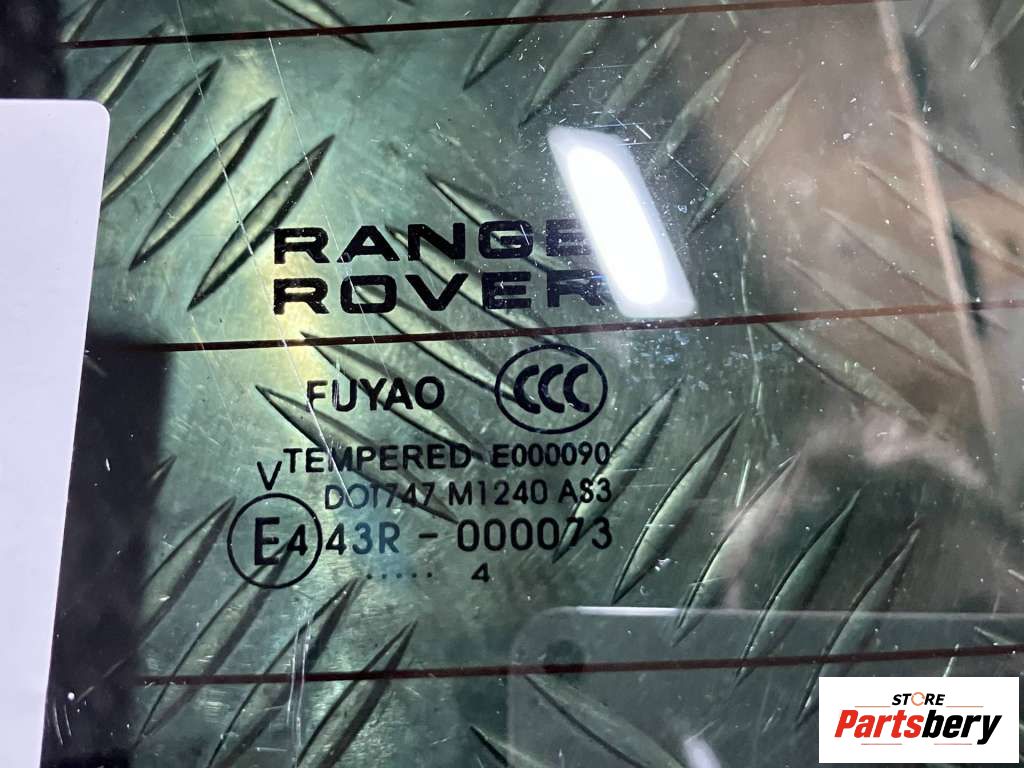 RANGE
ROVER
FUYAO CCC
TEMPERED E000090
V
DOT747 M1240 AS3
E4 43R - 000073
..... 4
STORE
Partsbery